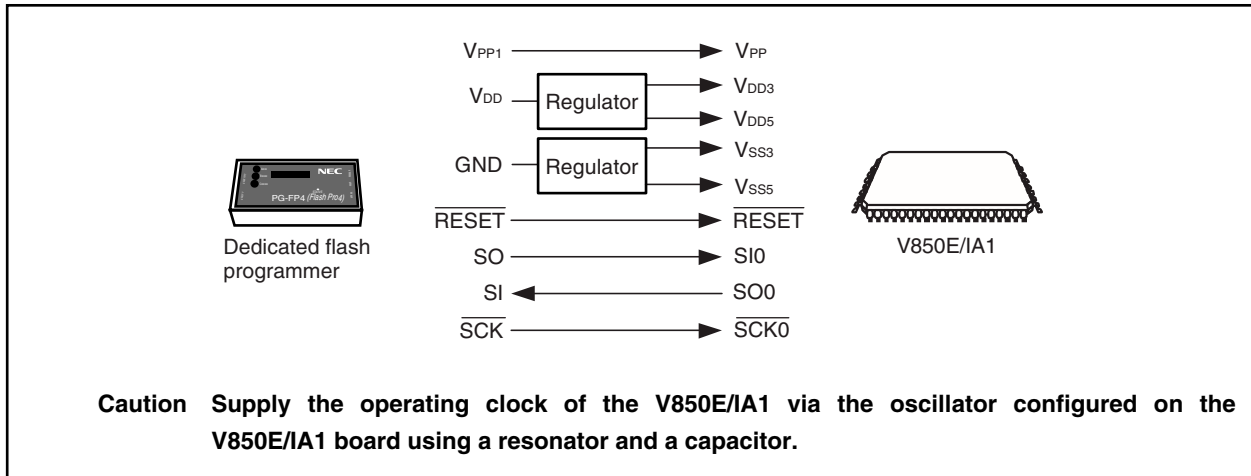 VPP1 VPP
VDD Regulator VDD3
VDD5
GND Regulator VSS3
VSS5
RESET RESET
SO SI0
SI SO0
SCK SCK0
NEC
PG-FP4 (Flash Pro4)
Dedicated flash
programmer
V850E/IA1
Caution Supply the operating clock of the V850E/IA1 via the oscillator configured on the
V850E/IA1 board using a resonator and a capacitor.